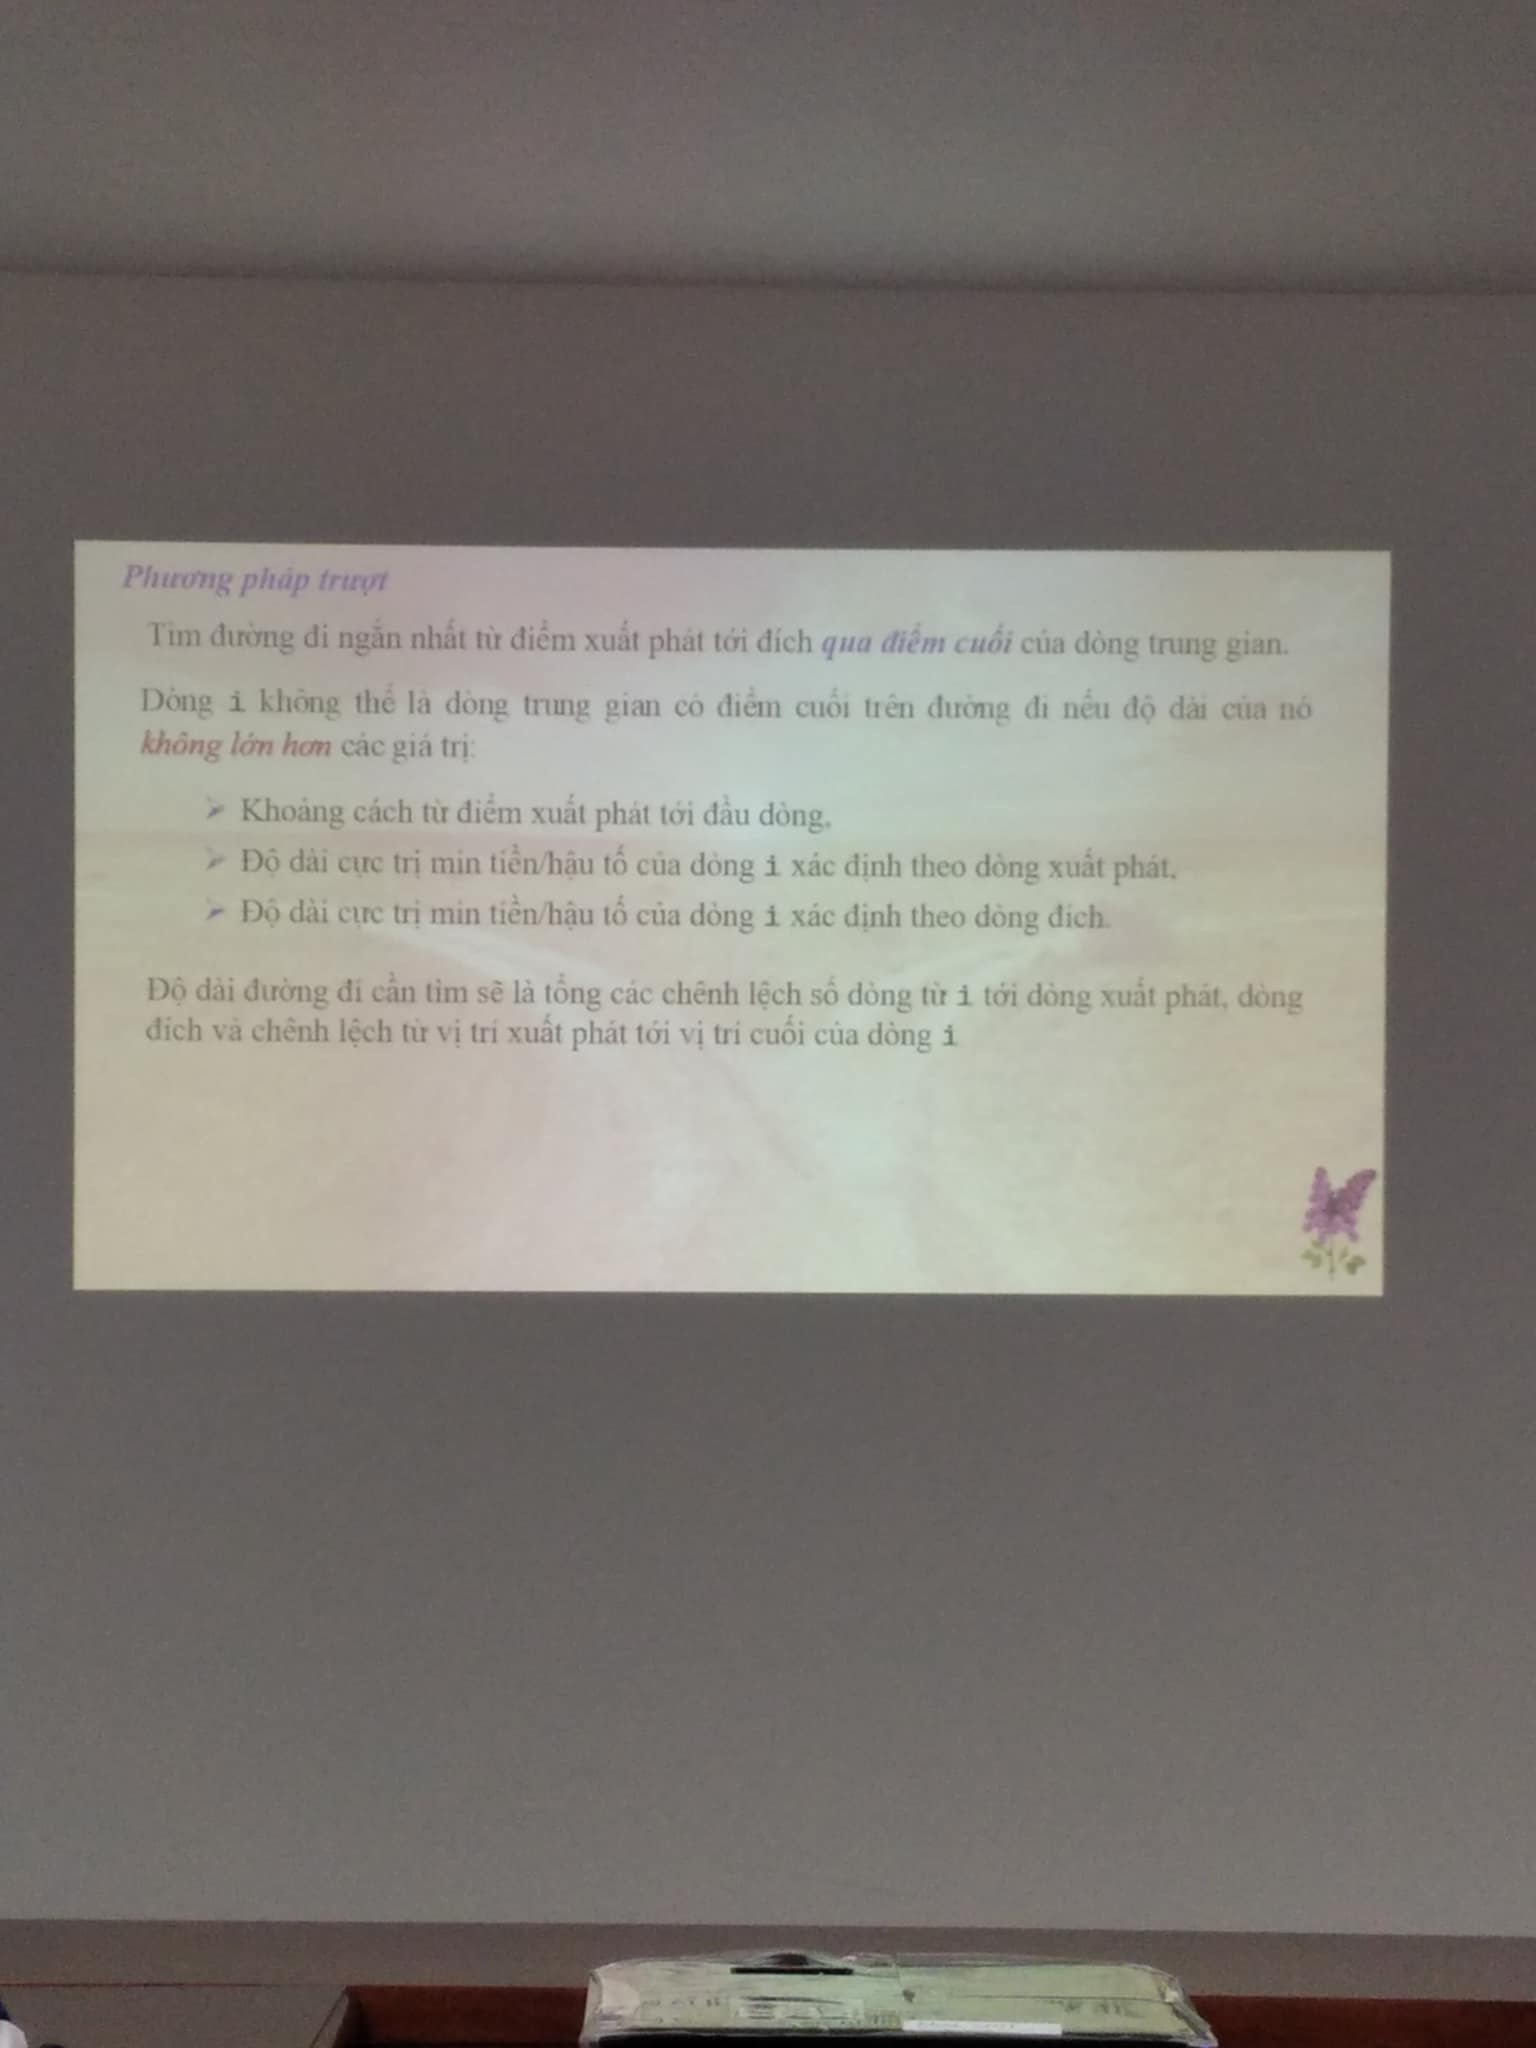 Phương pháp trượt
Tìm đường đi ngắn nhất từ điểm xuất phát tới đích qua điểm cuối của dòng trung gian.
Dòng i không thể là dòng trung gian có điểm cuối trên đường đi nếu độ dài của nó
không lớn hơn các giá trị:
➢ Khoảng cách từ điểm xuất phát tới đầu dòng,
➢ Độ dài cực trị min tiền/hậu tố của dòng i xác định theo dòng xuất phát,
➢ Độ dài cực trị min tiền/hậu tố của dòng i xác định theo dòng đích.
Độ dài đường đi cần tìm sẽ là tổng các chênh lệch số dòng từ i tới dòng xuất phát, dòng
đích và chênh lệch từ vị trí xuất phát tới vị trí cuối của dòng i